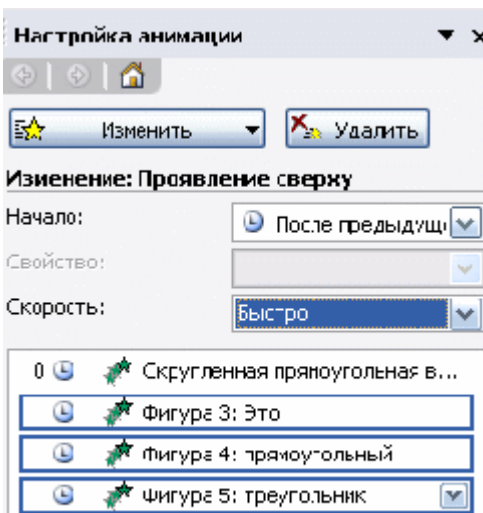 Настройка анимации
Изменить Удалить
Изменение: Проявление сверху
Начало: После предыдущ
Свойство:
Скорость: Быстро
0 Скругленная прямоугольная в...
Фигура 3: Это
Фигура 4: прямоугольный
Фигура 5: треугольник